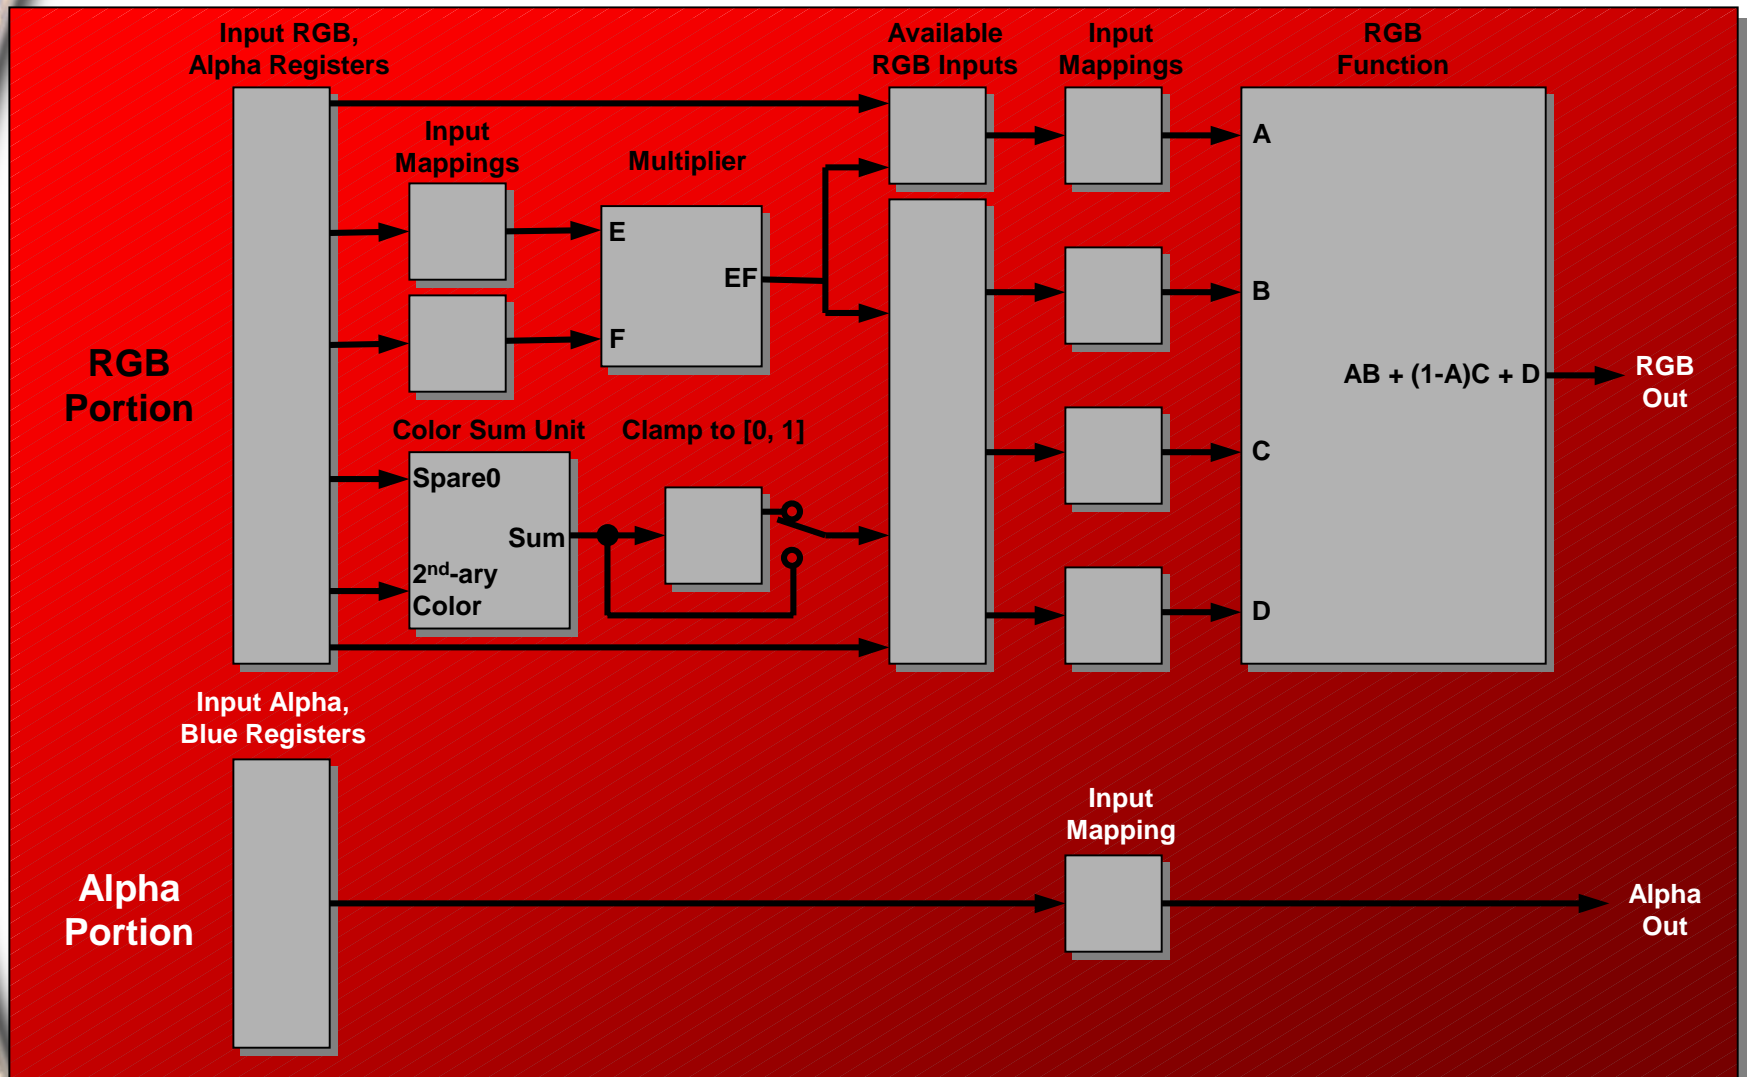 Input RGB,
Alpha Registers
Available
RGB Inputs
Input
Mappings
RGB
Function
Input
Mappings
Multiplier
A
E
EF
F
B
RGB
Portion
AB + (1-A)C + D
RGB
Out
Color Sum Unit
Clamp to [0, 1]
Spare0
Sum
2nd-ary
Color
C
D
Input Alpha,
Blue Registers
Input
Mapping
Alpha
Portion
Alpha
Out